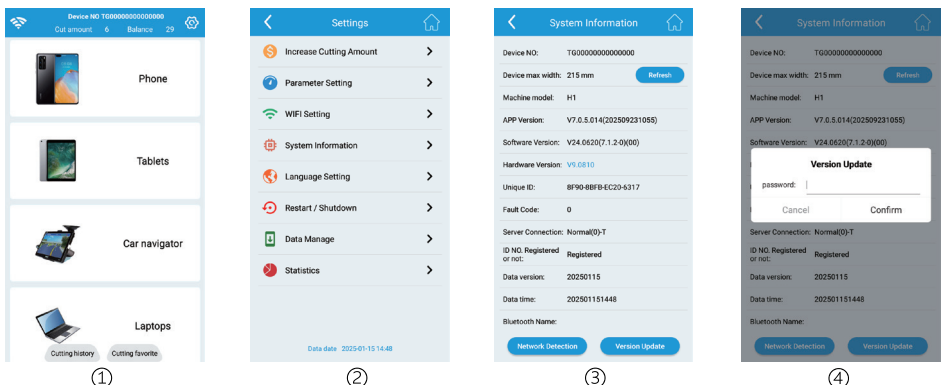 Device NO TG00000000000000
Cut amount 6 Balance 29
Phone
Tablets
Car navigator
Laptops
Cutting history Cutting favorite
①
Settings
Increase Cutting Amount
Parameter Setting
WIFI Setting
System Information
Language Setting
Restart / Shutdown
Data Manage
Statistics
Data date 2025-01-15 14:48
②
System Information
Device NO: TG00000000000000
Device max width: 215 mm Refresh
Machine model: H1
APP Version: V7.0.5.014(202509231055)
Software Version: V24.0620(7.1.2-0)(00)
Hardware Version: V9.0810
Unique ID: 8F90-8BFB-EC20-6317
Fault Code: 0
Server Connection: Normal(0)-T
ID NO. Registered
or not: Registered
Data version: 20250115
Data time: 202501151448
Bluetooth Name:
Network Detection Version Update
③
System Information
Device NO: TG00000000000000
Device max width: 215 mm Refresh
Machine model: H1
APP Version: V7.0.5.014(202509231055)
Software Version: V24.0620(7.1.2-0)(00)
Version Update
password:
Cancel Confirm
Server Connection: Normal(0)-T
ID NO. Registered
or not: Registered
Data version: 20250115
Data time: 202501151448
Bluetooth Name:
Network Detection Version Update
④